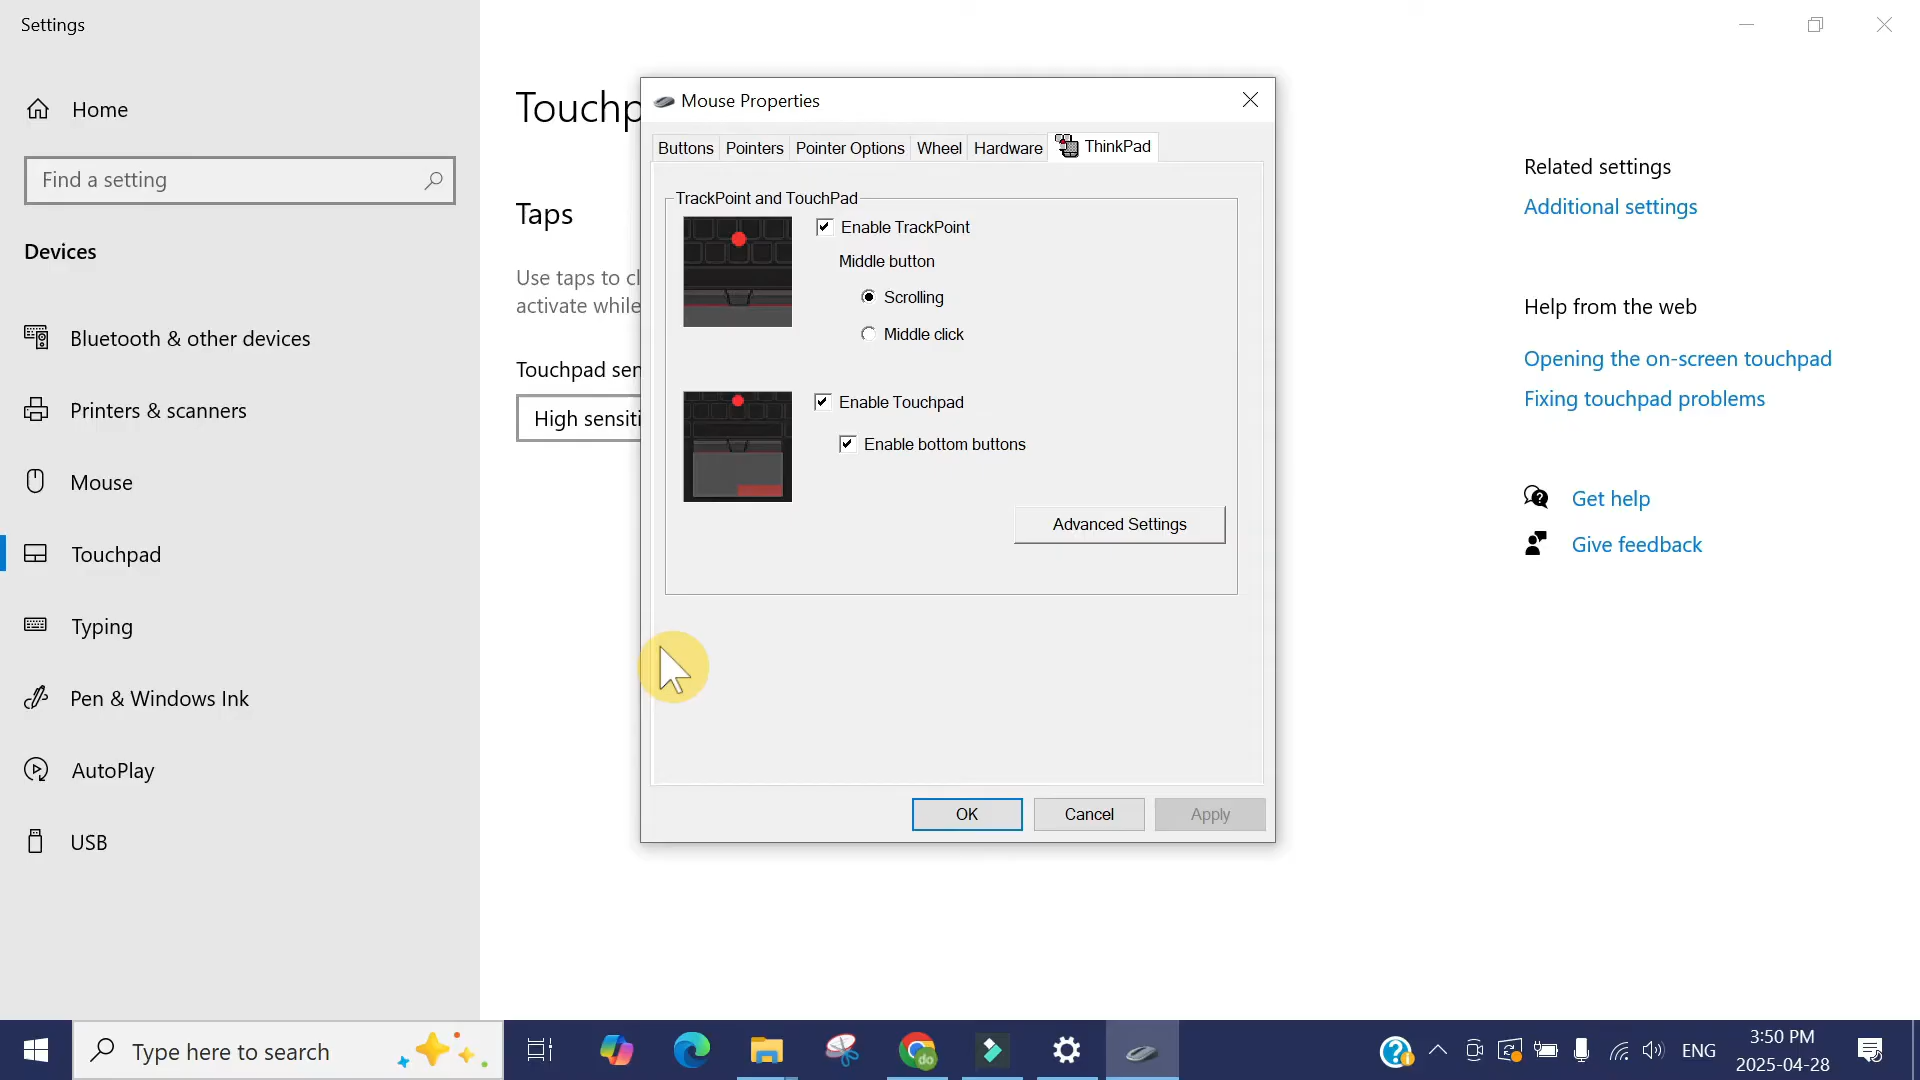 Settings
Home
Find a setting
Devices
Bluetooth & other devices
Printers & scanners
Mouse
Touchpad
Typing
Pen & Windows Ink
AutoPlay
USB
Touchp
Taps
Use taps to cl
activate while
Touchpad sen
High sensiti
Mouse Properties
Buttons Pointers Pointer Options Wheel Hardware ThinkPad
TrackPoint and TouchPad
Enable TrackPoint
Middle button
Scrolling
Middle click
Enable Touchpad
Enable bottom buttons
Advanced Settings
OK Cancel Apply
Related settings
Additional settings
Help from the web
Opening the on-screen touchpad
Fixing touchpad problems
Get help
Give feedback
Type here to search
do
ENG
3:50 PM
2025-04-28